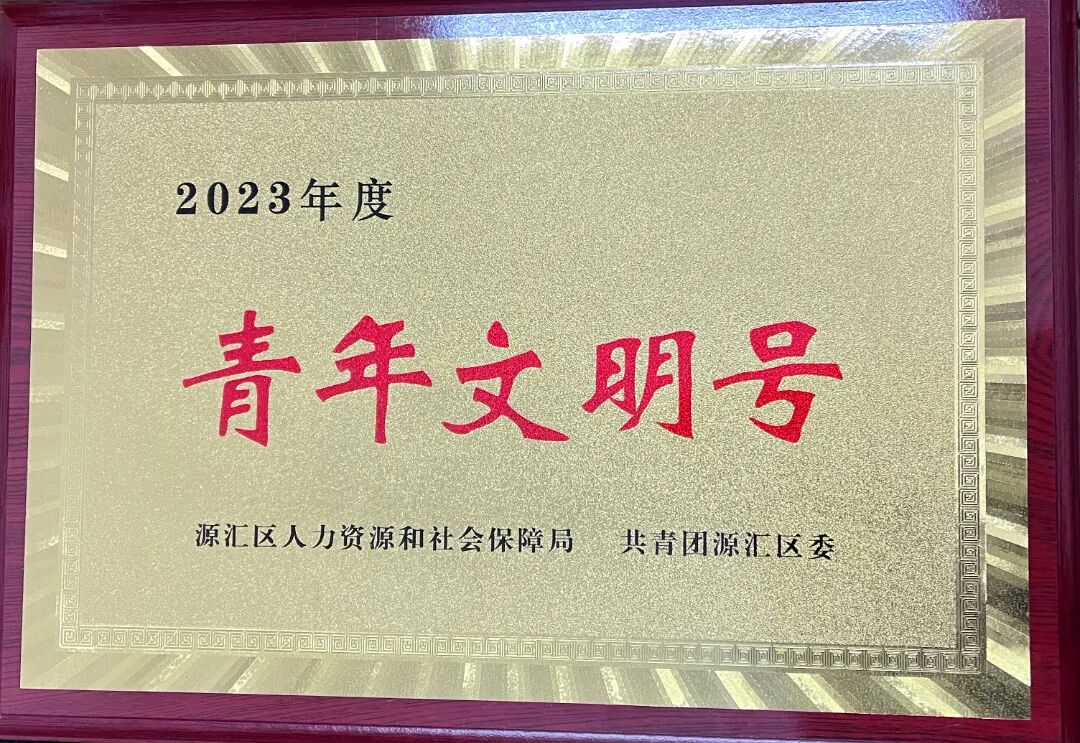 2023年度
青年文明号
源汇区人力资源和社会保障局 共青团源汇区委